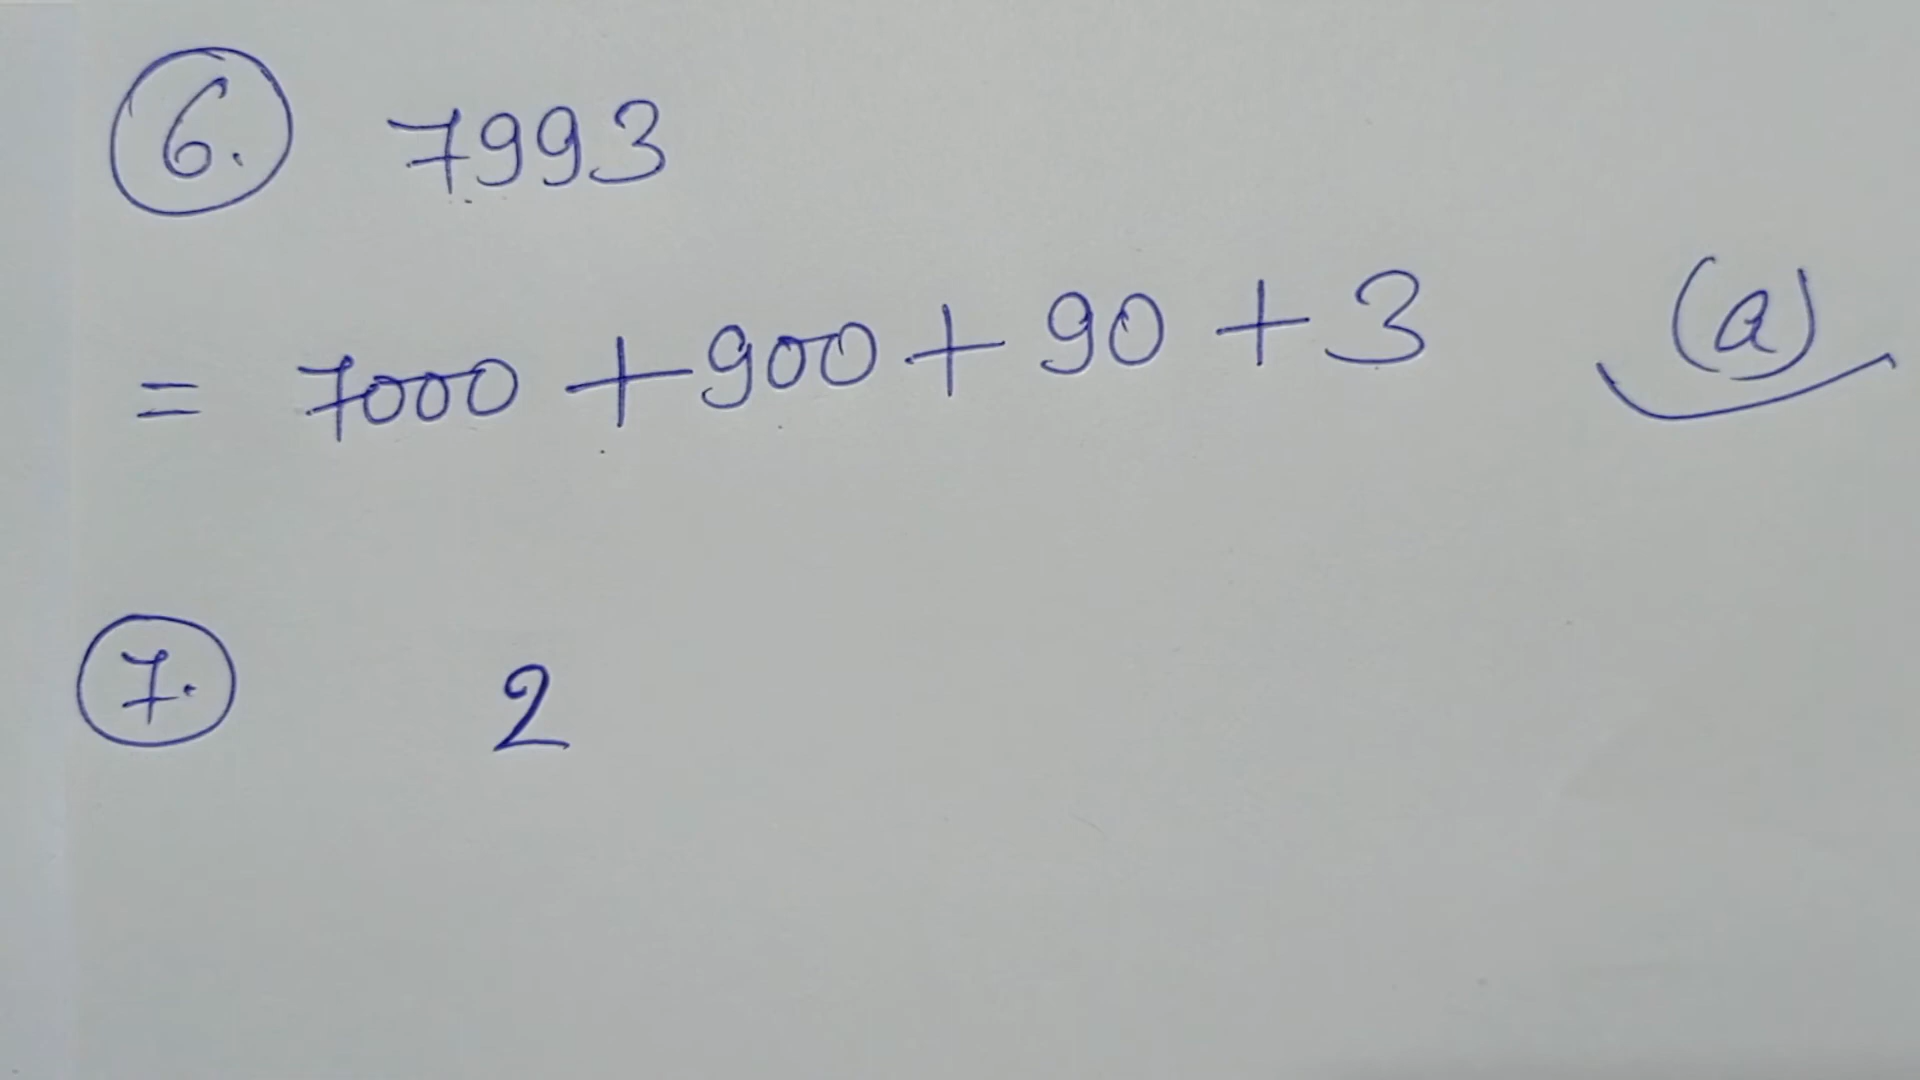 6. 7993
= 7000 + 900 + 90 + 3 (a)
7. 2